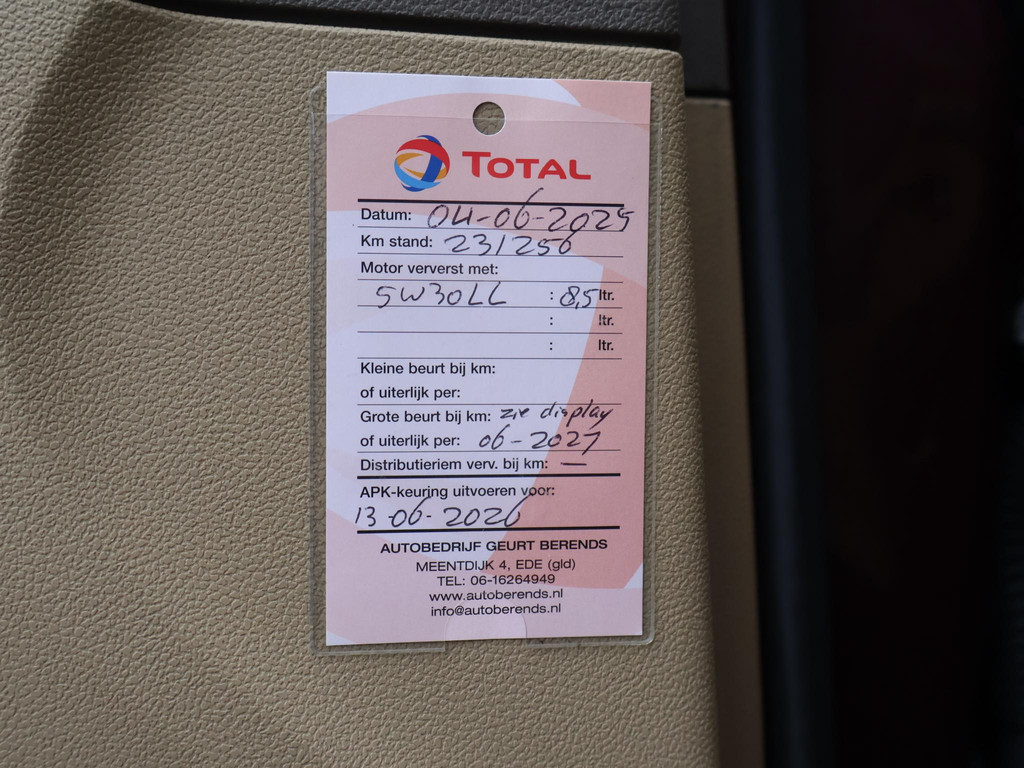 TOTAL
Datum: 04-06-2025
Km stand: 231250
Motor ververst met:
5W30LL : 8,5 ltr.
: ltr.
: ltr.
Kleine beurt bij km:
of uiterlijk per:
Grote beurt bij km: zie display
of uiterlijk per: 06-2027
Distributieriem verv. bij km: —
APK-keuring uitvoeren voor:
13-06-2026
AUTOBEDRIJF GEURT BERENDS
MEENTDIJK 4, EDE (gld)
TEL: 06-16264949
www.autoberends.nl
info@autoberends.nl